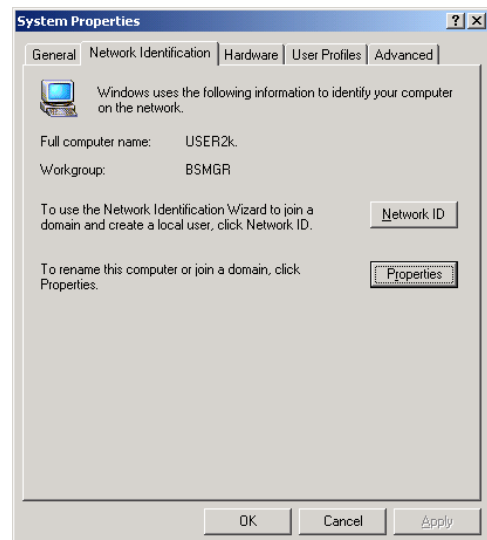 System Properties
General Network Identification Hardware User Profiles Advanced
Windows uses the following information to identify your computer
on the network.
Full computer name: USER2k.
Workgroup: BSMGR
To use the Network Identification Wizard to join a
domain and create a local user, click Network ID.
Network ID
To rename this computer or join a domain, click
Properties.
Properties
OK Cancel Apply